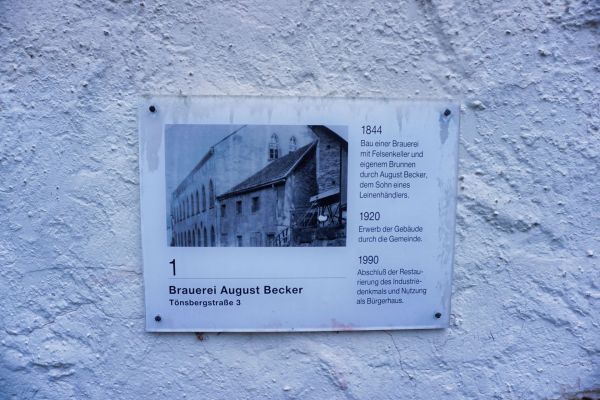 1844
Bau einer Brauerei
mit Felsenkeller und
eigenem Brunnen
durch August Becker,
dem Sohn eines
Leinenhändlers.
1920
Erwerb der Gebäude
durch die Gemeinde.
1990
Abschluß der Restau-
rierung des Industrie-
denkmals und Nutzung
als Bürgerhaus.
1
Brauerei August Becker
Tönsbergstraße 3